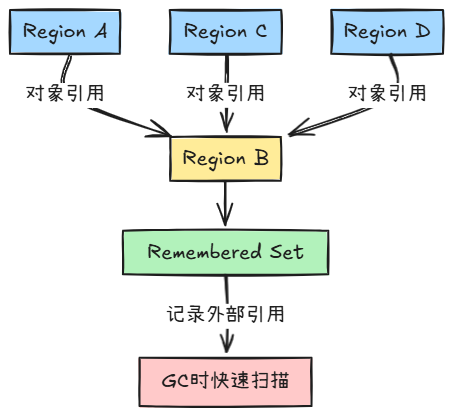 Region A
Region C
Region D
对象引用
对象引用
对象引用
Region B
Remembered Set
记录外部引用
GC时快速扫描